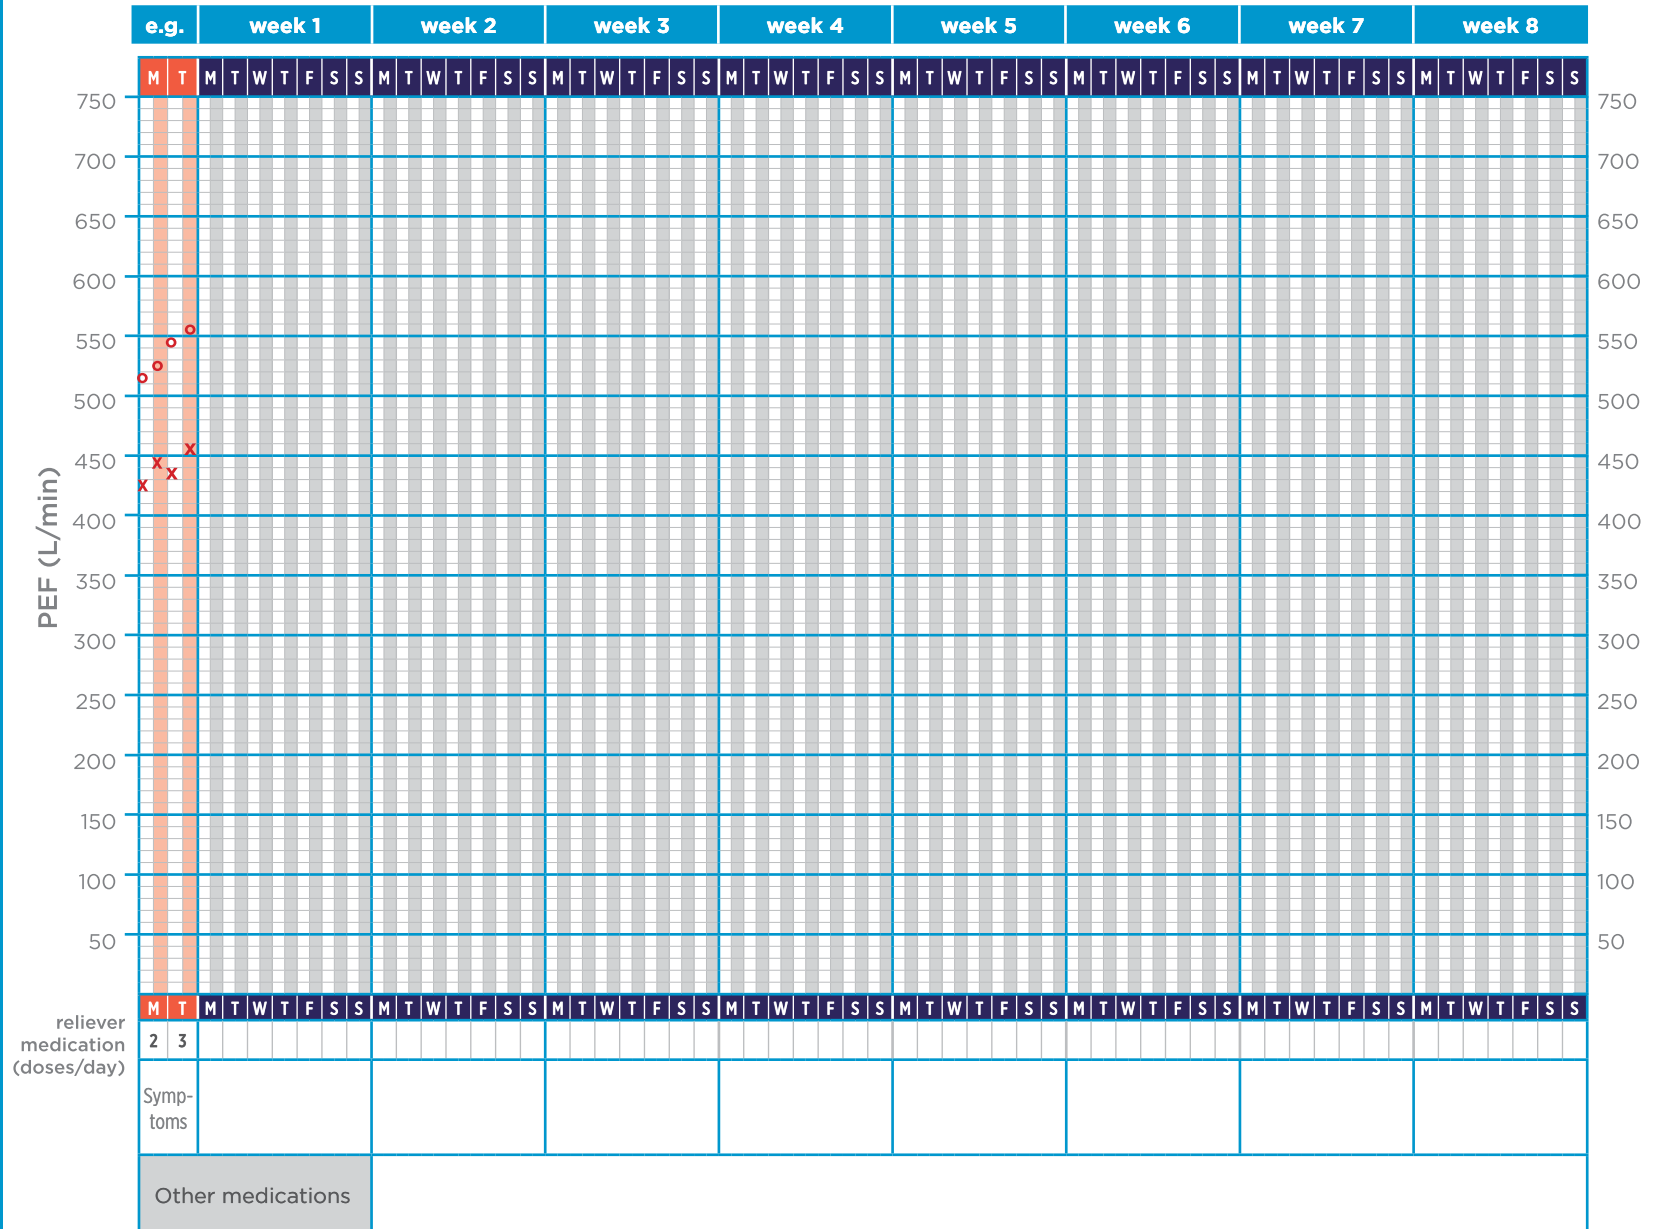 e.g. week 1 week 2 week 3 week 4 week 5 week 6 week 7 week 8
M T M T W T F S S M T W T F S S M T W T F S S M T W T F S S M T W T F S S M T W T F S S M T W T F S S M T W T F S S
750 750
700 700
650 650
600 600
550 550
500 500
450 450
400 400
350 350
300 300
250 250
200 200
150 150
100 100
50 50
PEF (L/min)
M T M T W T F S S M T W T F S S M T W T F S S M T W T F S S M T W T F S S M T W T F S S M T W T F S S M T W T F S S
reliever
medication
(doses/day)
2 3
Symp-
toms
Other medications